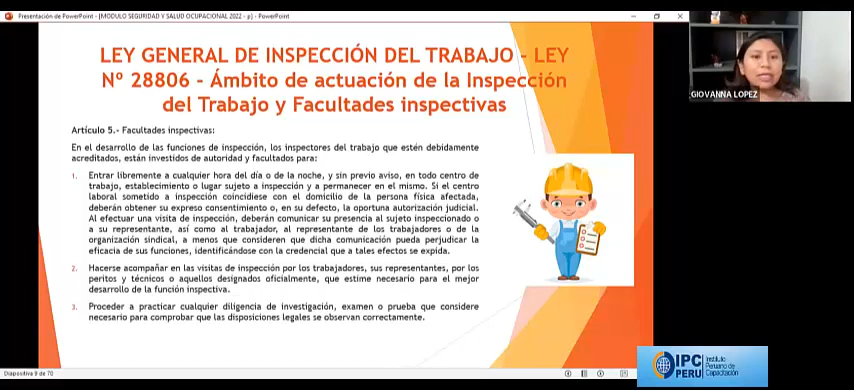 Presentación de PowerPoint - [MODULO SEGURIDAD Y SALUD OCUPACIONAL 2022 - p] - PowerPoint
LEY GENERAL DE INSPECCIÓN DEL TRABAJO - LEY
Nº 28806 - Ámbito de actuación de la Inspección
del Trabajo y Facultades inspectivas
GIOVANNA LOPEZ
Artículo 5.- Facultades inspectivas:
En el desarrollo de las funciones de inspección, los inspectores del trabajo que estén debidamente
acreditados, están investidos de autoridad y facultados para:
1. Entrar libremente a cualquier hora del día o de la noche, y sin previo aviso, en todo centro de
trabajo, establecimiento o lugar sujeto a inspección y a permanecer en el mismo. Si el centro
laboral sometido a inspección coincidiese con el domicilio de la persona física afectada,
deberán obtener su expreso consentimiento o, en su defecto, la oportuna autorización judicial.
Al efectuar una visita de inspección, deberán comunicar su presencia al sujeto inspeccionado o
a su representante, así como al trabajador, al representante de los trabajadores o de la
organización sindical, a menos que consideren que dicha comunicación pueda perjudicar la
eficacia de sus funciones, identificándose con la credencial que a tales efectos se expida.
2. Hacerse acompañar en las visitas de inspección por los trabajadores, sus representantes, por los
peritos y técnicos o aquellos designados oficialmente, que estime necesario para el mejor
desarrollo de la función inspectiva.
3. Proceder a practicar cualquier diligencia de investigación, examen o prueba que considere
necesario para comprobar que las disposiciones legales se observan correctamente.
Diapositiva 9 de 70
IPC
PERU
Instituto
Peruano de
Capacitación